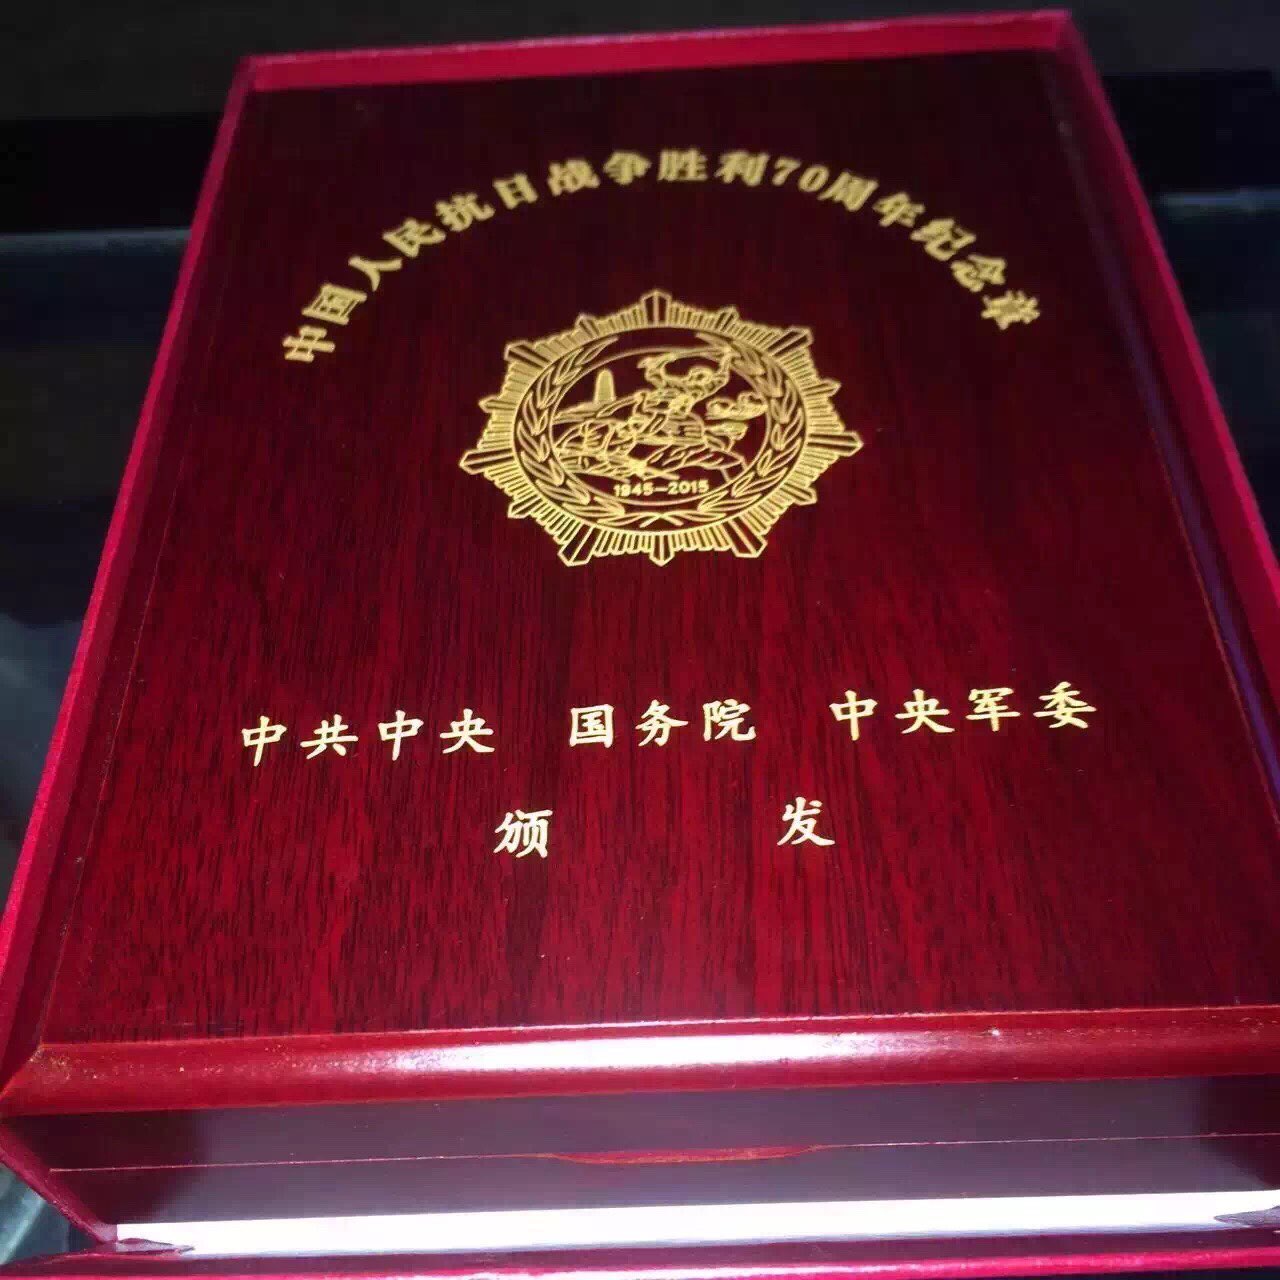 中国人民抗日战争胜利70周年纪念章
1945-2015
中共中央 国务院 中央军委
颁 发